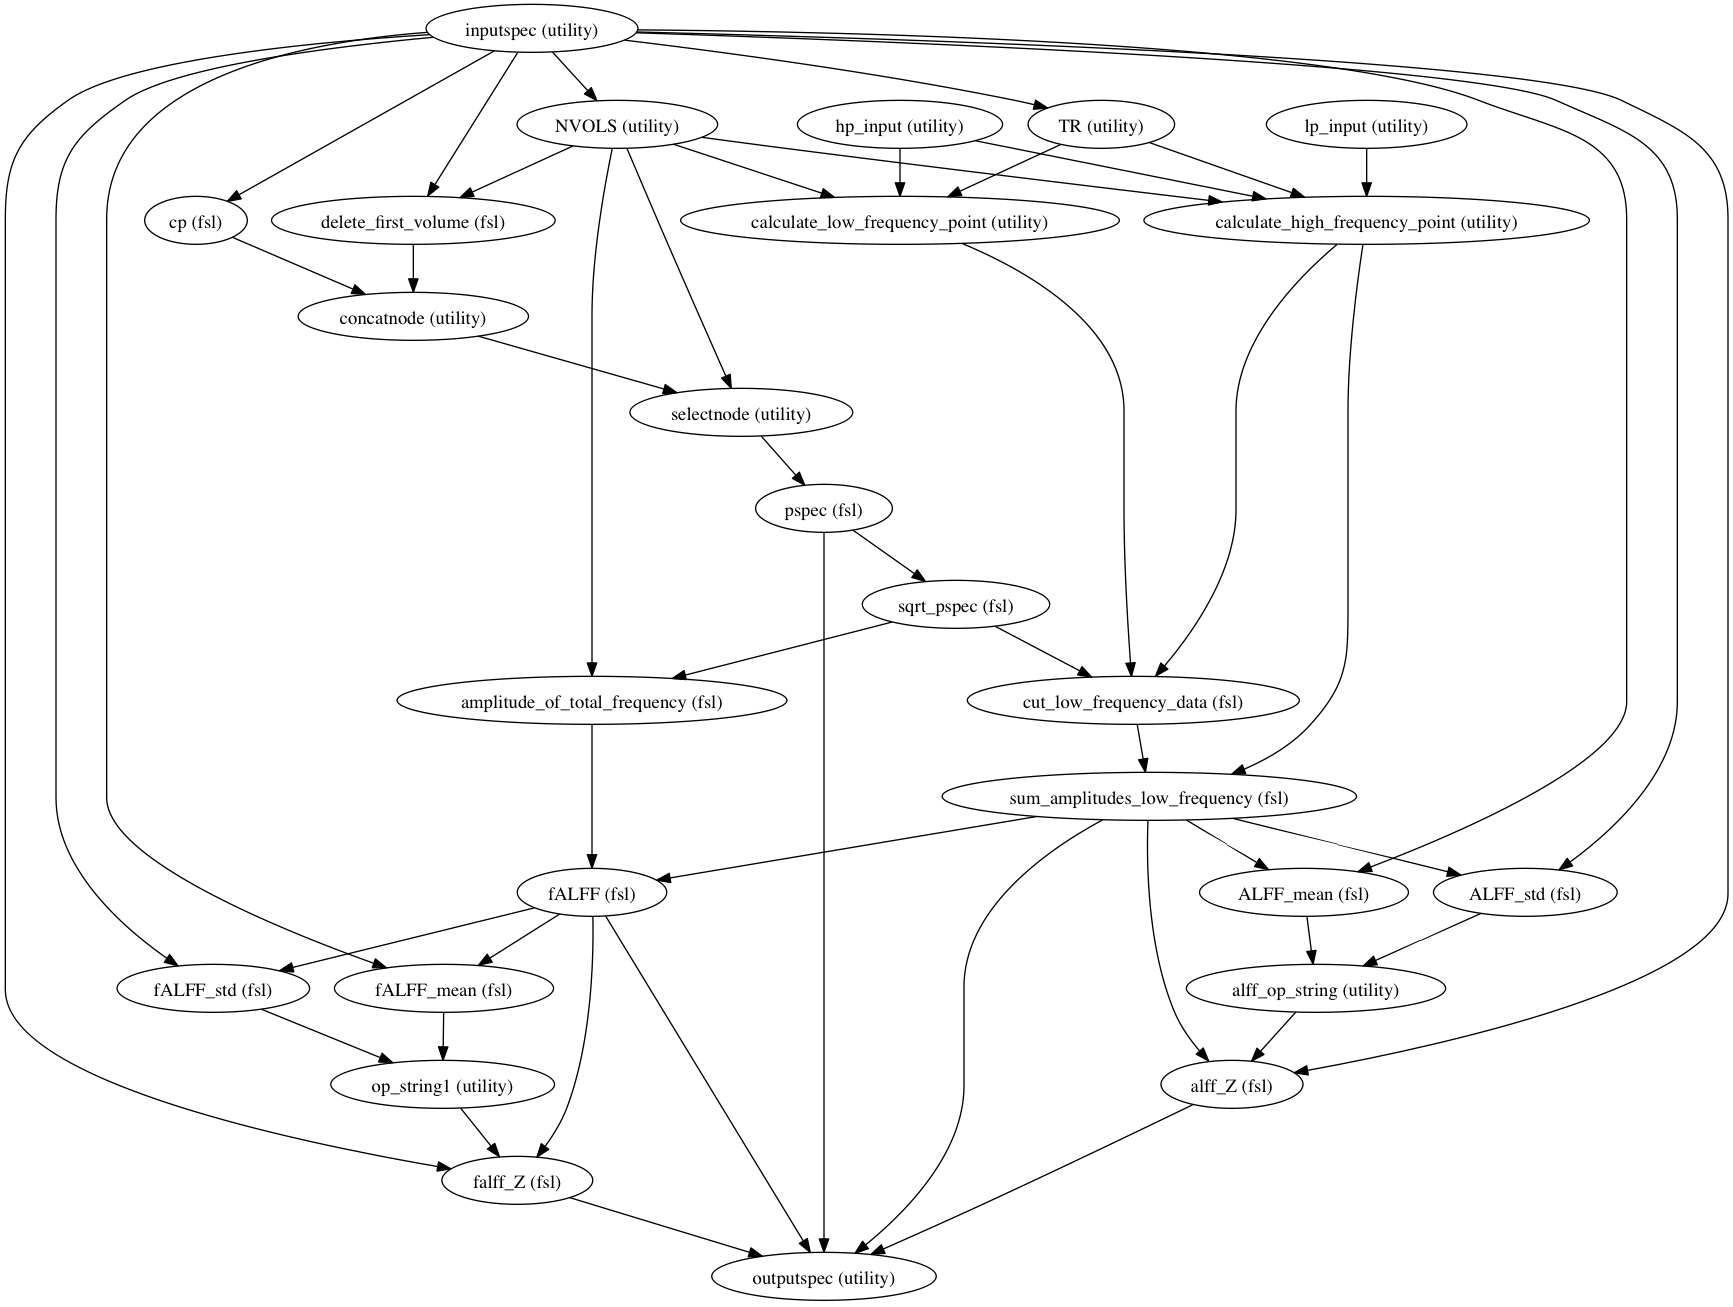 inputspec (utility)
NVOLS (utility)
hp_input (utility)
TR (utility)
lp_input (utility)
cp (fsl)
delete_first_volume (fsl)
calculate_low_frequency_point (utility)
calculate_high_frequency_point (utility)
concatnode (utility)
selectnode (utility)
pspec (fsl)
sqrt_pspec (fsl)
amplitude_of_total_frequency (fsl)
cut_low_frequency_data (fsl)
sum_amplitudes_low_frequency (fsl)
fALFF (fsl)
ALFF_mean (fsl)
ALFF_std (fsl)
fALFF_std (fsl)
fALFF_mean (fsl)
alff_op_string (utility)
op_string1 (utility)
alff_Z (fsl)
falff_Z (fsl)
outputspec (utility)